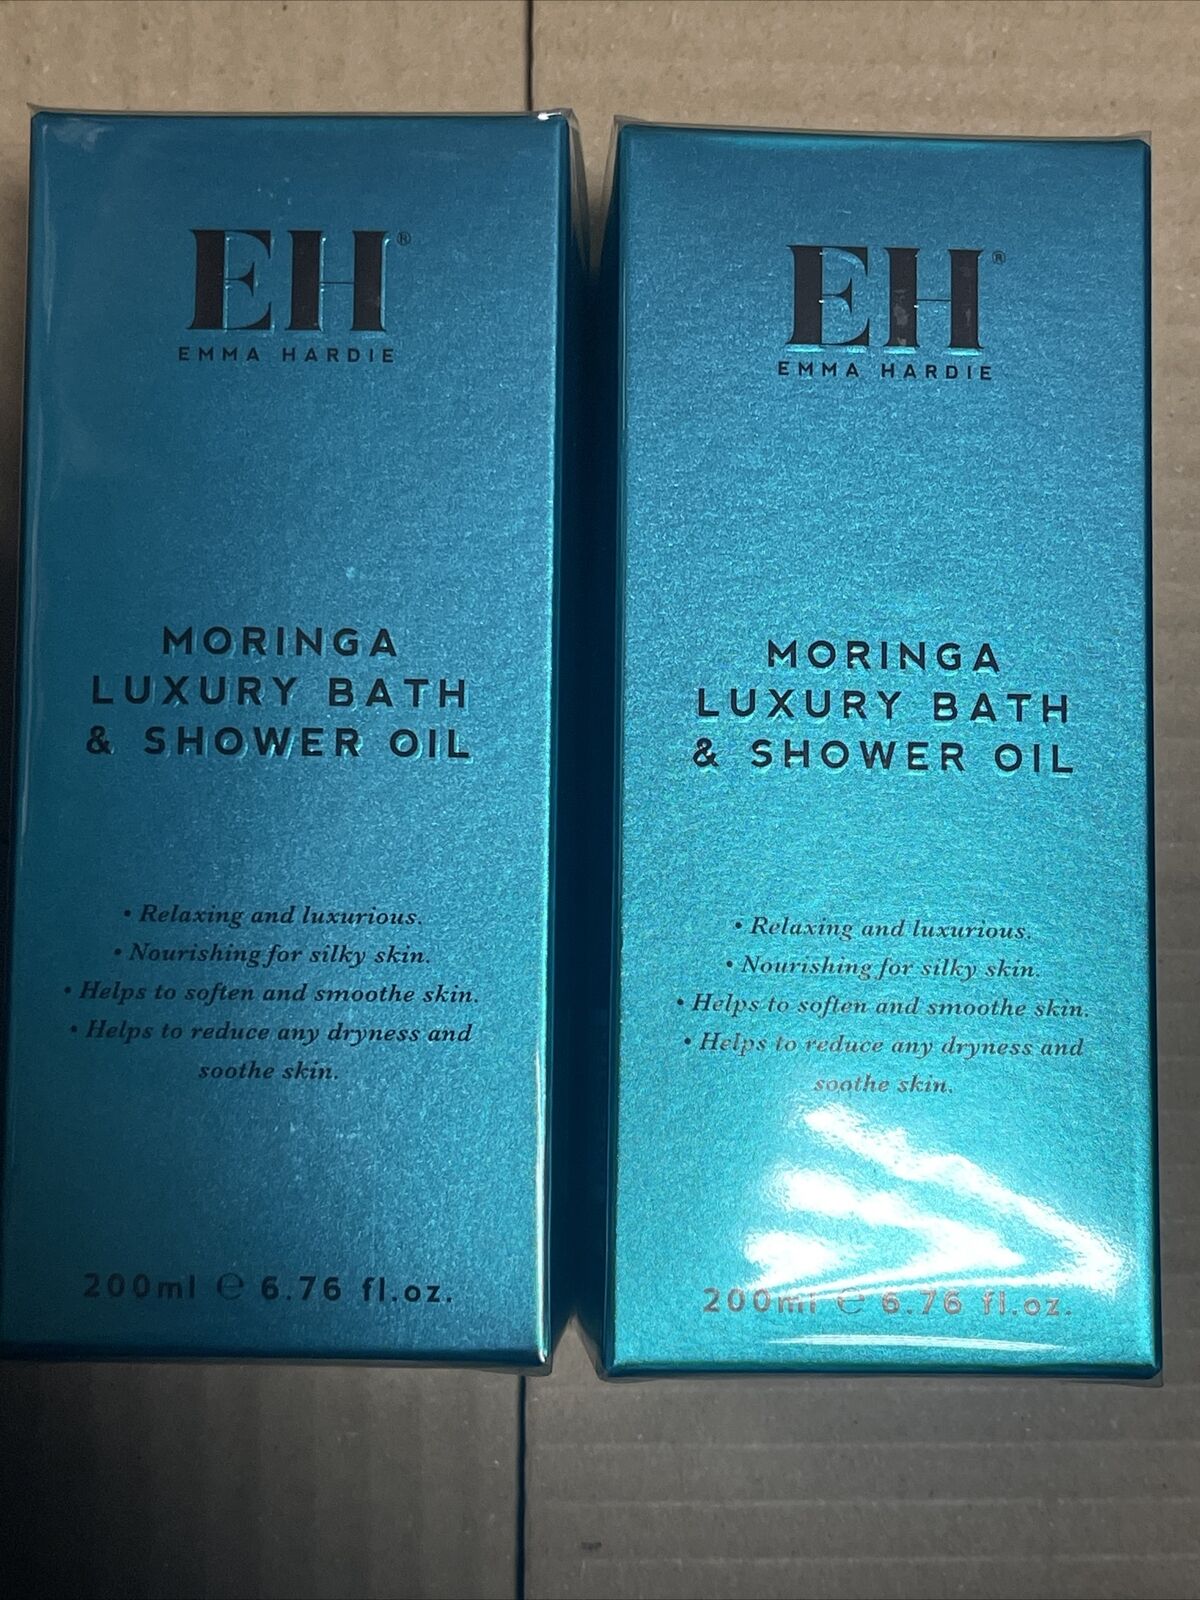 EH®
EMMA HARDIE
MORINGA
LUXURY BATH
& SHOWER OIL
• Relaxing and luxurious.
• Nourishing for silky skin.
• Helps to soften and smoothe skin.
• Helps to reduce any dryness and
soothe skin.
200ml ℮ 6.76 fl.oz.
EH®
EMMA HARDIE
MORINGA
LUXURY BATH
& SHOWER OIL
• Relaxing and luxurious.
• Nourishing for silky skin.
• Helps to soften and smoothe skin.
• Helps to reduce any dryness and
soothe skin.
200ml ℮ 6.76 fl.oz.